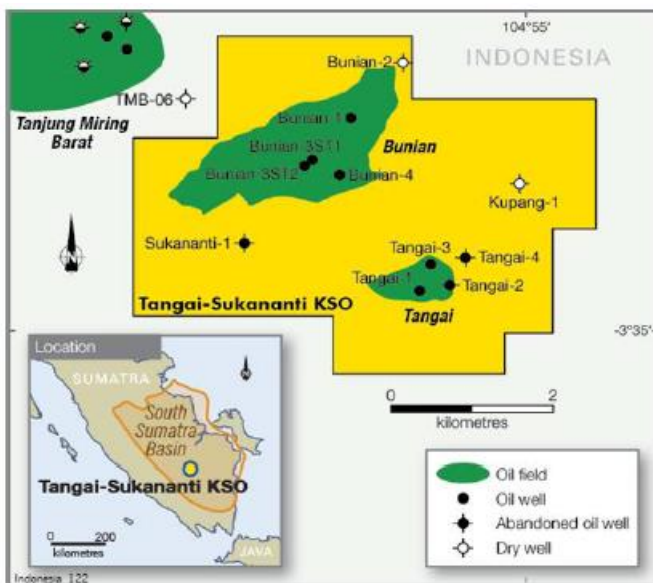 104°55'
INDONESIA
Bunian-2
TMB-06
Tanjung Miring
Barat
Bunian-1
Bunian
Bunian 3ST1
Bunian 3ST2
Bunian-4
Kupang-1
Sukananti-1
Tangai-3
Tangai-4
Tangai-1
Tangai-2
Tangai-Sukananti KSO
Tangai
N
-3°35'
Location
SUMATRA
South
Sumatra
Basin
Tangai-Sukananti KSO
0 200
kilometres
JAVA
0 2
kilometres
Oil field
Oil well
Abandoned oil well
Dry well
Indonesia 122